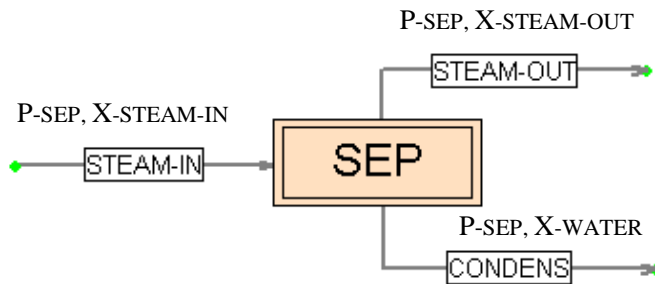 P-SEP, X-STEAM-OUT
STEAM-OUT
P-SEP, X-STEAM-IN
STEAM-IN
SEP
P-SEP, X-WATER
CONDENS